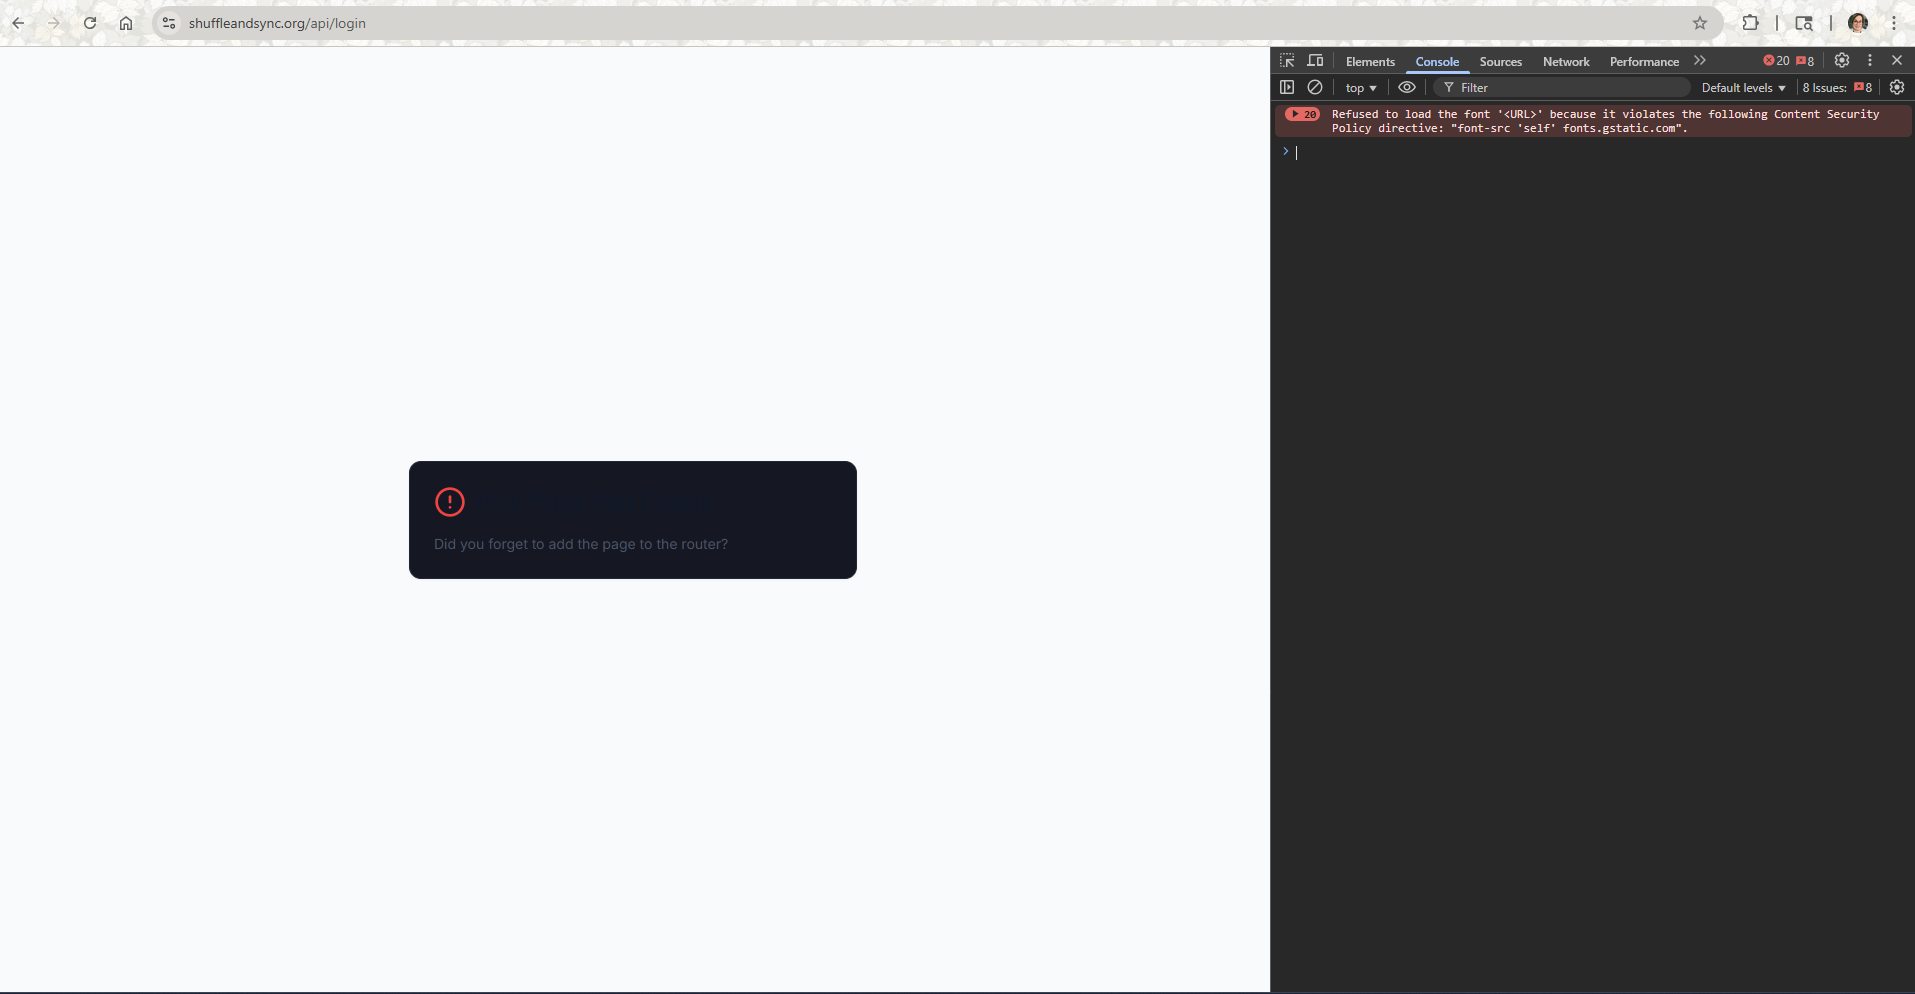 shuffleandsync.org/api/login
Elements Console Sources Network Performance 20 8
top Filter Default levels 8 Issues: 8
20 Refused to load the font '<URL>' because it violates the following Content Security
Policy directive: "font-src 'self' fonts.gstatic.com".
Did you forget to add the page to the router?